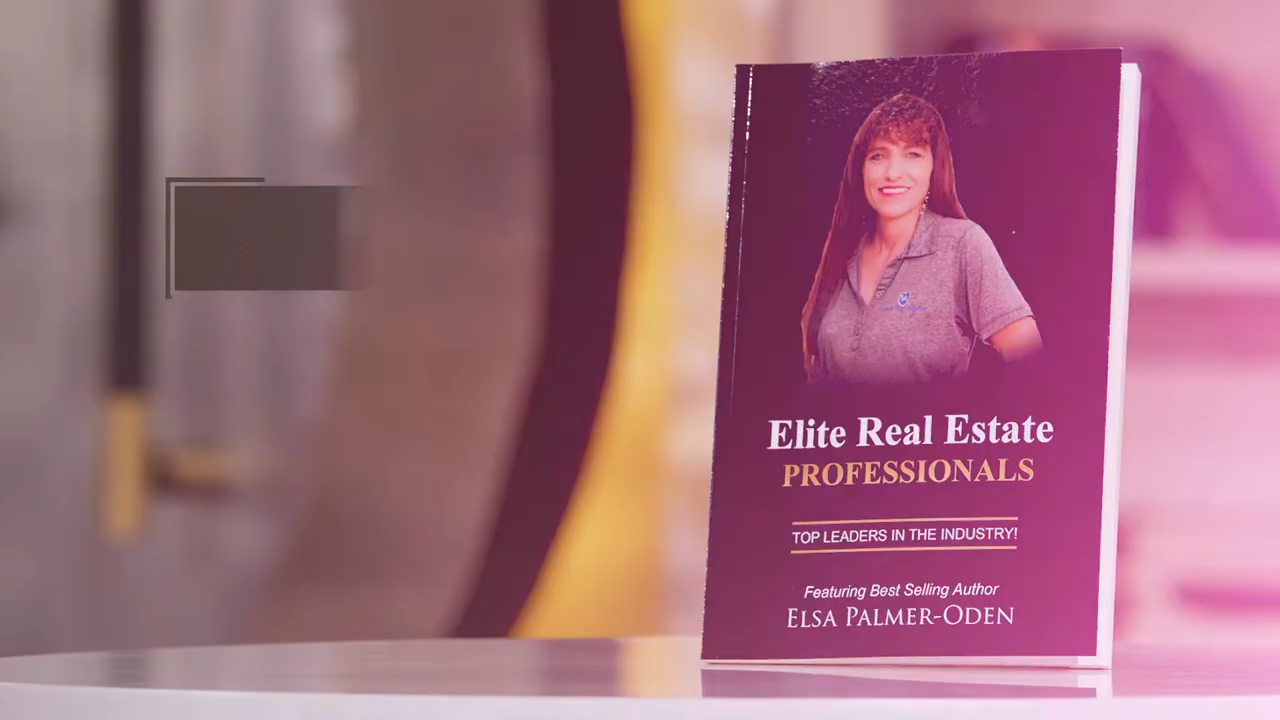 Elite Real Estate
PROFESSIONALS
TOP LEADERS IN THE INDUSTRY!
Featuring Best Selling Author
ELSA PALMER-ODEN